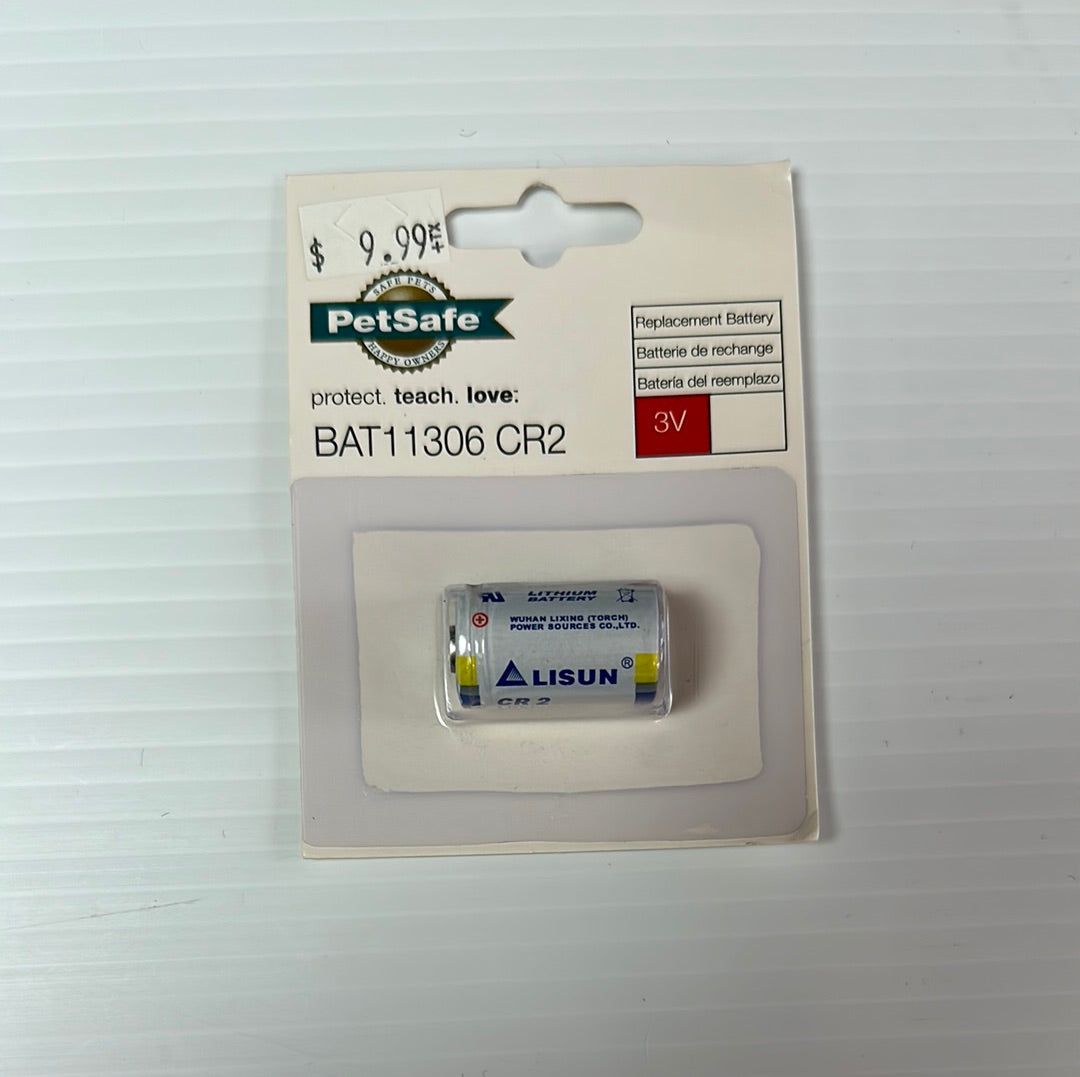 $ 9.99 +TX
SAFE PETS
PetSafe®
HAPPY OWNERS
protect. teach. love:
BAT11306 CR2
Replacement Battery
Batterie de rechange
Batería del reemplazo
3V
LITHIUM
BATTERY
WUHAN LIXING (TORCH)
POWER SOURCES CO.,LTD.
LISUN®
CR 2